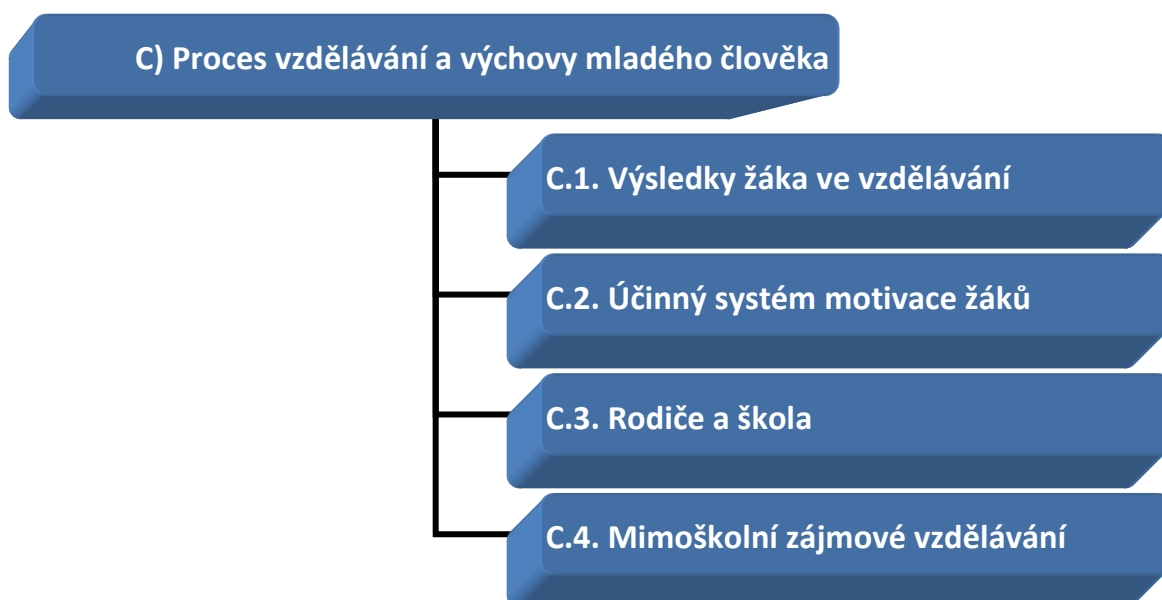 C) Proces vzdělávání a výchovy mladého člověka
C.1. Výsledky žáka ve vzdělávání
C.2. Účinný systém motivace žáků
C.3. Rodiče a škola
C.4. Mimoškolní zájmové vzdělávání